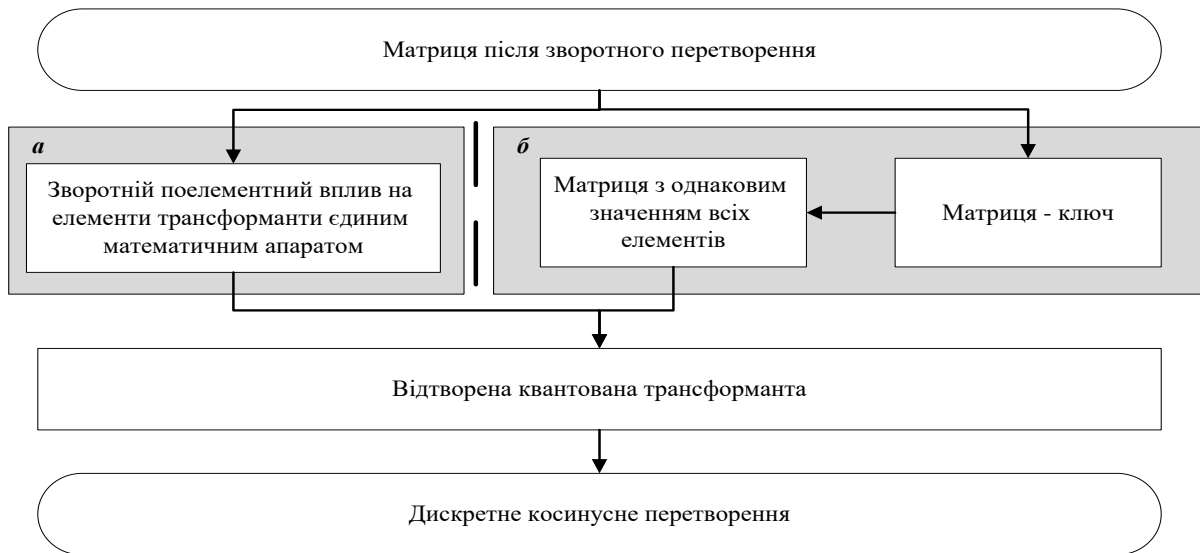 Матриця після зворотного перетворення
а
Зворотній поелементний вплив на
елементи трансформанти єдиним
математичним апаратом
б
Матриця з однаковим
значенням всіх
елементів
Матриця - ключ
Відтворена квантована трансформанта
Дискретне косинусне перетворення